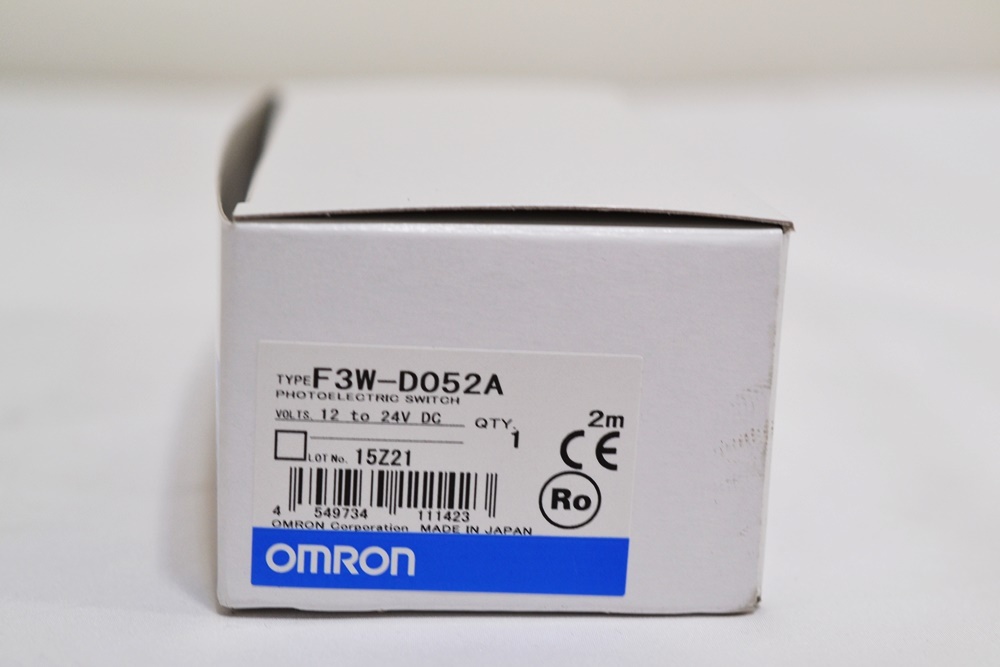 TYPE F3W-D052A
PHOTOELECTRIC SWITCH
VOLTS. 12 to 24V DC QTY. 1
2m
CE
LOT No. 15Z21
Ro
4 549734 111423
OMRON Corporation MADE IN JAPAN
OMRON